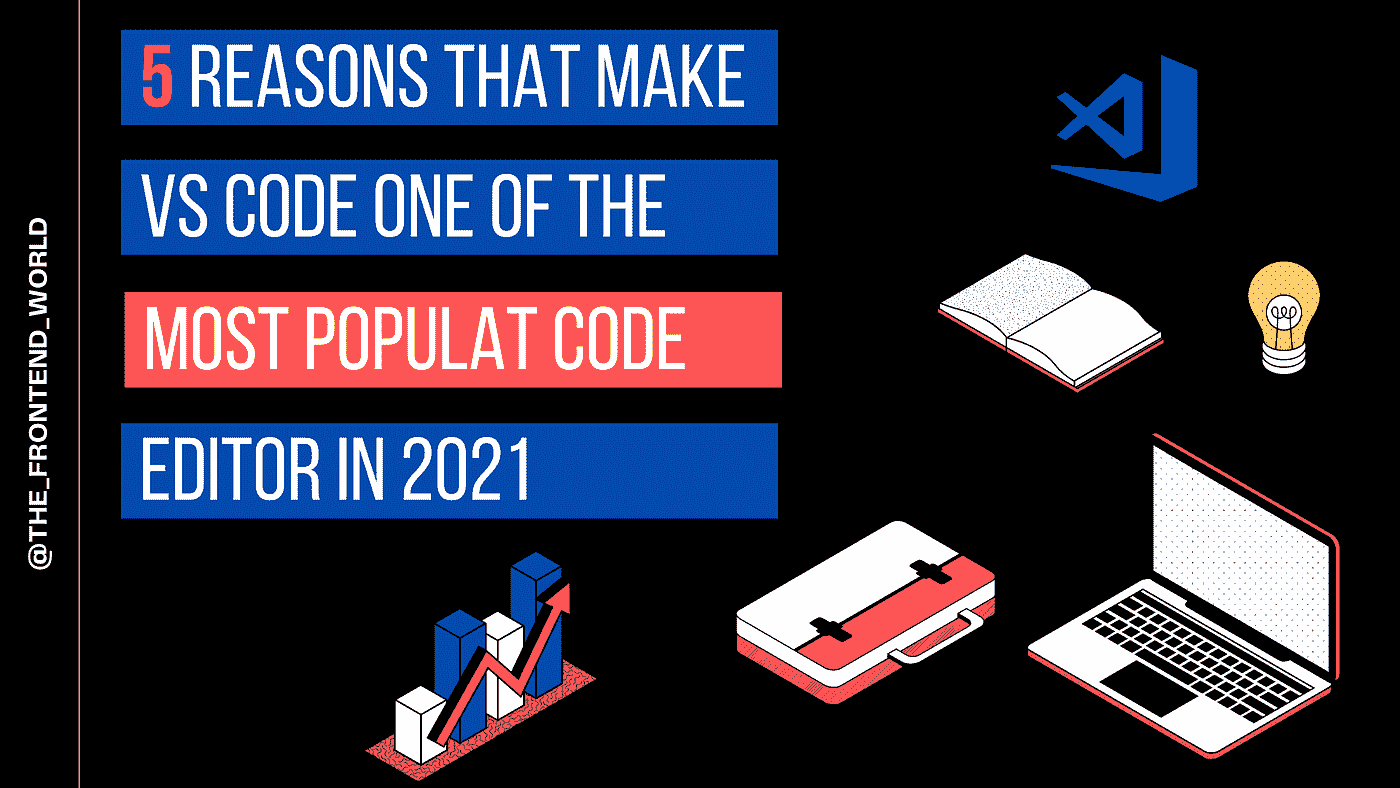 5 REASONS THAT MAKE
VS CODE ONE OF THE
MOST POPULAT CODE
EDITOR IN 2021
@THE_FRONTEND_WORLD